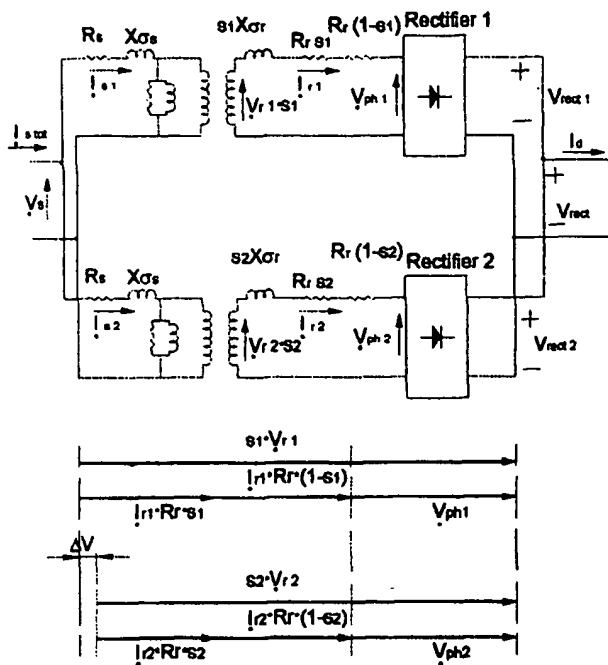 Rs Xσs s1Xσr Rr s1 Rr (1-s1) Rectifier 1
Is1 Vr 1·S1 Ir1 Vph 1 + − Vrect 1
Is tot Id
Vs + − Vrect
Rs Xσs s2Xσr Rr s2 Rr (1-s2) Rectifier 2
Is2 Vr 2·S2 Ir2 Vph 2 + − Vrect 2
s1·Vr 1
Ir1·Rr·(1-s1)
Ir1·Rr·s1 Vph1
ΔV
s2·Vr 2
Ir2·Rr·(1-s2)
Ir2·Rr·s2 Vph2